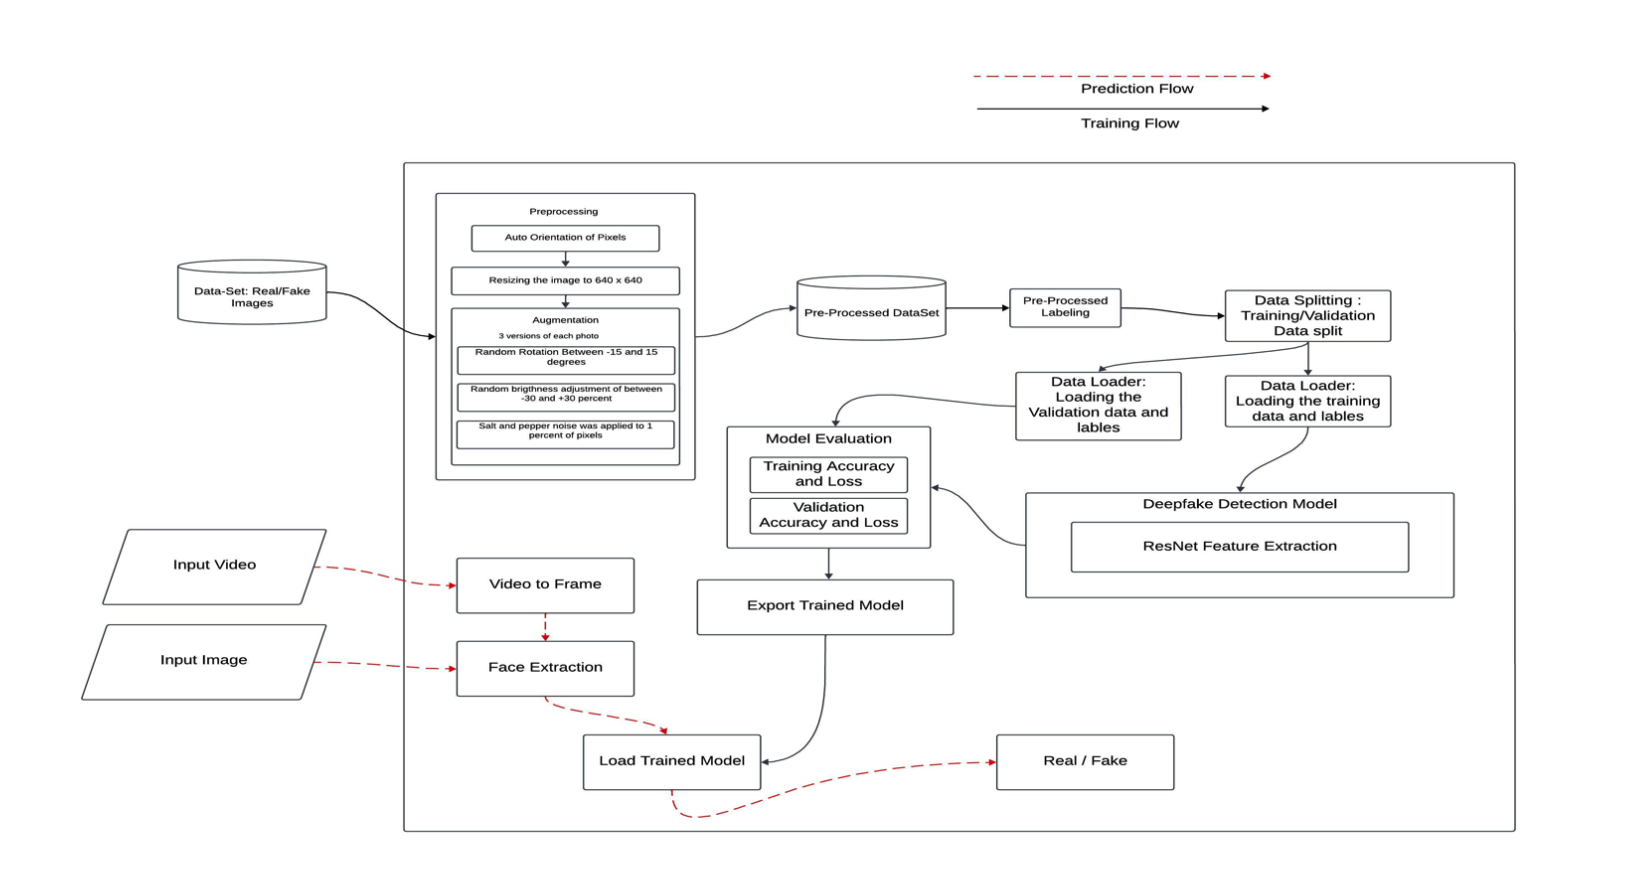 Prediction Flow
Training Flow
Preprocessing
Auto Orientation of Pixels
Resizing the image to 640 x 640
Augmentation
3 versions of each photo
Random Rotation Between -15 and 15
degrees
Random brigthness adjustment of between
-30 and +30 percent
Salt and pepper noise was applied to 1
percent of pixels
Data-Set: Real/Fake
Images
Pre-Processed DataSet
Pre-Processed
Labeling
Data Splitting :
Training/Validation
Data split
Data Loader:
Loading the
Validation data and
lables
Data Loader:
Loading the training
data and lables
Model Evaluation
Training Accuracy
and Loss
Validation
Accuracy and Loss
Deepfake Detection Model
ResNet Feature Extraction
Input Video
Video to Frame
Export Trained Model
Input Image
Face Extraction
Load Trained Model
Real / Fake